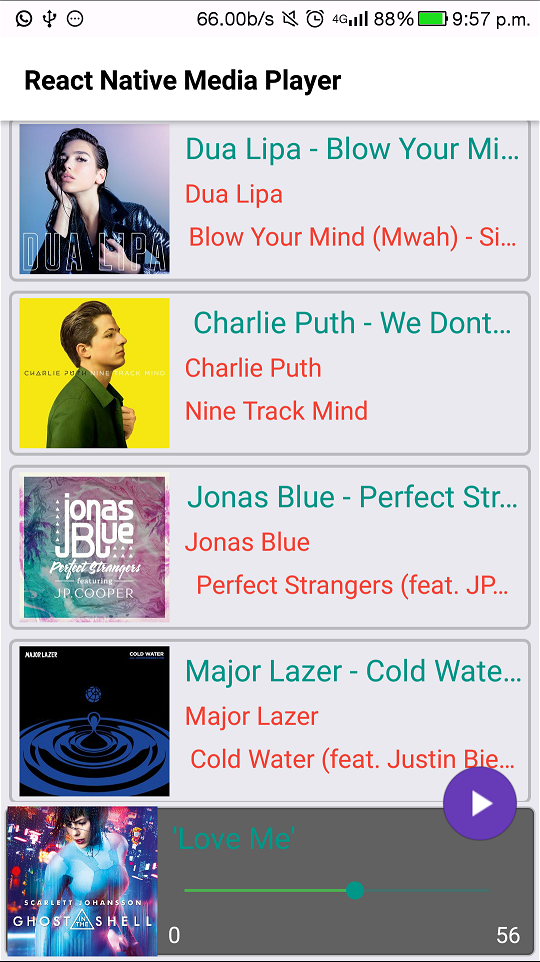 66.00b/s 4G 88% 9:57 p.m.
React Native Media Player
DUA LIPA
Dua Lipa - Blow Your Mi...
Dua Lipa
Blow Your Mind (Mwah) - Si...
CHARLIE PUTH NINE TRACK MIND
Charlie Puth - We Dont...
Charlie Puth
Nine Track Mind
jonas
BLUE
Perfect Strangers
featuring
JP.COOPER
Jonas Blue - Perfect Str...
Jonas Blue
Perfect Strangers (feat. JP...
MAJOR LAZER
COLD WATER
Major Lazer - Cold Wate...
Major Lazer
Cold Water (feat. Justin Bie...
SCARLETT JOHANSSON
GHOST IN THE SHELL
'Love Me'
0 56